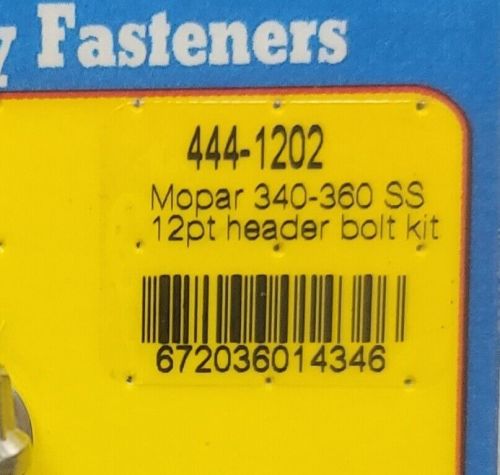 y Fasteners
444-1202
Mopar 340-360 SS
12pt header bolt kit
672036014346